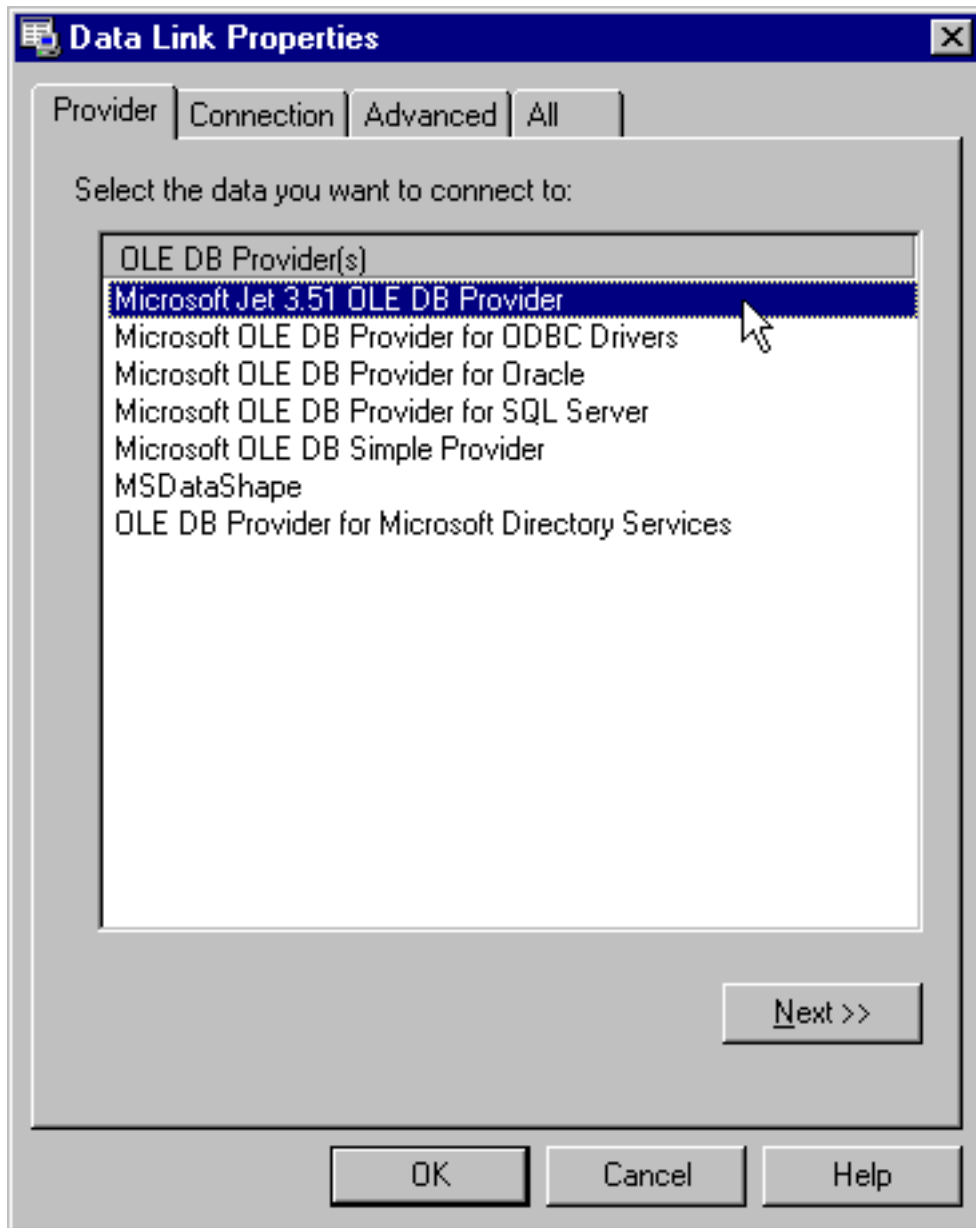 Data Link Properties
Provider
Connection
Advanced
All
Select the data you want to connect to:
OLE DB Provider(s)
Microsoft Jet 3.51 OLE DB Provider
Microsoft OLE DB Provider for ODBC Drivers
Microsoft OLE DB Provider for Oracle
Microsoft OLE DB Provider for SQL Server
Microsoft OLE DB Simple Provider
MSDataShape
OLE DB Provider for Microsoft Directory Services
Next >>
OK
Cancel
Help